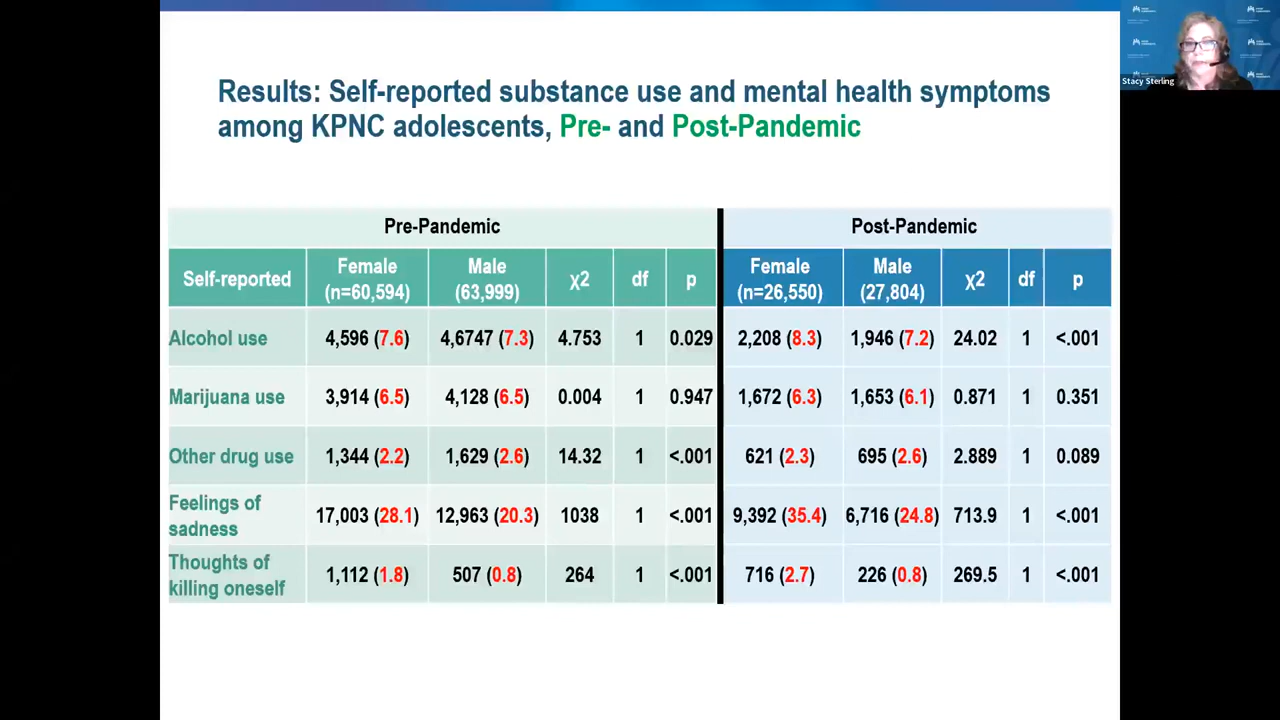 Results: Self-reported substance use and mental health symptoms
among KPNC adolescents, Pre- and Post-Pandemic
Stacy Sterling
Pre-Pandemic Post-Pandemic
Self-reported Female (n=60,594) Male (63,999) χ2 df p Female (n=26,550) Male (27,804) χ2 df p
Alcohol use 4,596 (7.6) 4,6747 (7.3) 4.753 1 0.029 2,208 (8.3) 1,946 (7.2) 24.02 1 <.001
Marijuana use 3,914 (6.5) 4,128 (6.5) 0.004 1 0.947 1,672 (6.3) 1,653 (6.1) 0.871 1 0.351
Other drug use 1,344 (2.2) 1,629 (2.6) 14.32 1 <.001 621 (2.3) 695 (2.6) 2.889 1 0.089
Feelings of sadness 17,003 (28.1) 12,963 (20.3) 1038 1 <.001 9,392 (35.4) 6,716 (24.8) 713.9 1 <.001
Thoughts of killing oneself 1,112 (1.8) 507 (0.8) 264 1 <.001 716 (2.7) 226 (0.8) 269.5 1 <.001